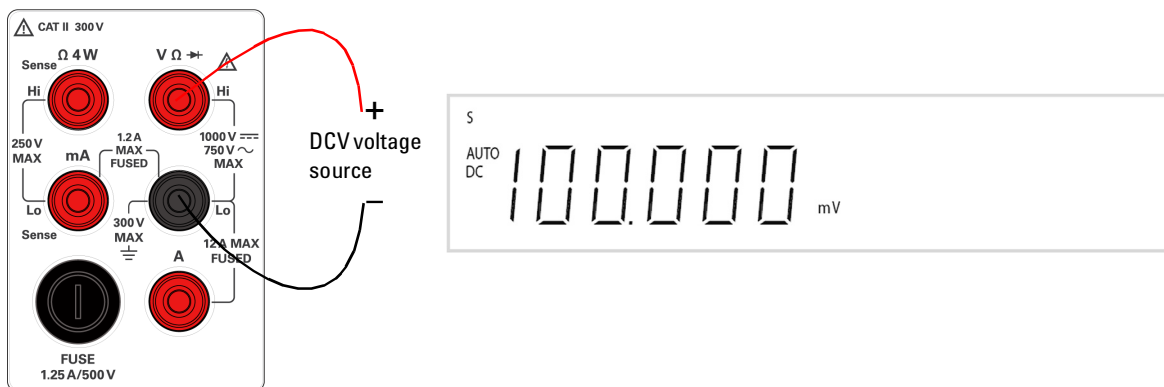 CAT II 300 V
Ω 4 W
V Ω
Sense
Hi
Hi
250 V
MAX
mA
1.2 A
MAX
FUSED
1000 V
750 V
MAX
Lo
Lo
Sense
300 V
MAX
A
12 A MAX
FUSED
FUSE
1.25 A/500 V
+
DCV voltage
source
–
S
AUTO
DC
100.000 mV